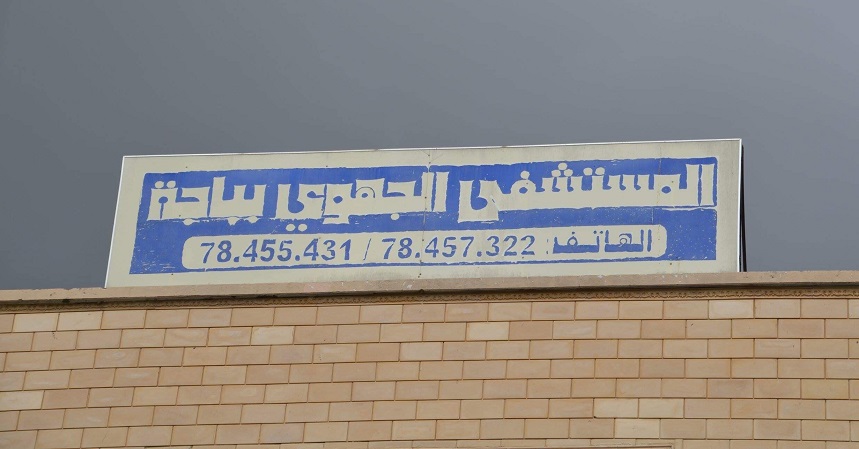 المستشفى الجهوي بباجة
الهاتف: 78.457.322 / 78.455.431